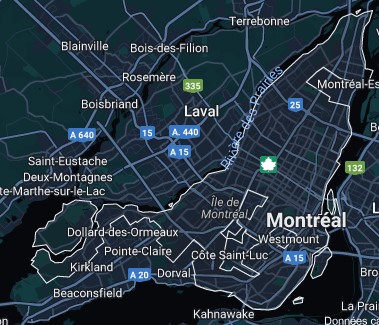 Terrebonne
Blainville
Bois-des-Filion
Rosemère
335
Montréal-Es
Boisbriand
Laval
25
A 640
15
A. 440
Rivière des Prairies
A 15
Saint-Eustache
132
Deux-Montagnes
te-Marthe-sur-le-Lac
Île de
Montréal
Montréal
Dollard-des-Ormeaux
Westmount
Pointe-Claire
Côte Saint-Luc
A 15
Kirkland
A 20
Dorval
Bro
Beaconsfield
La Prai
Kahnawake
Données ca